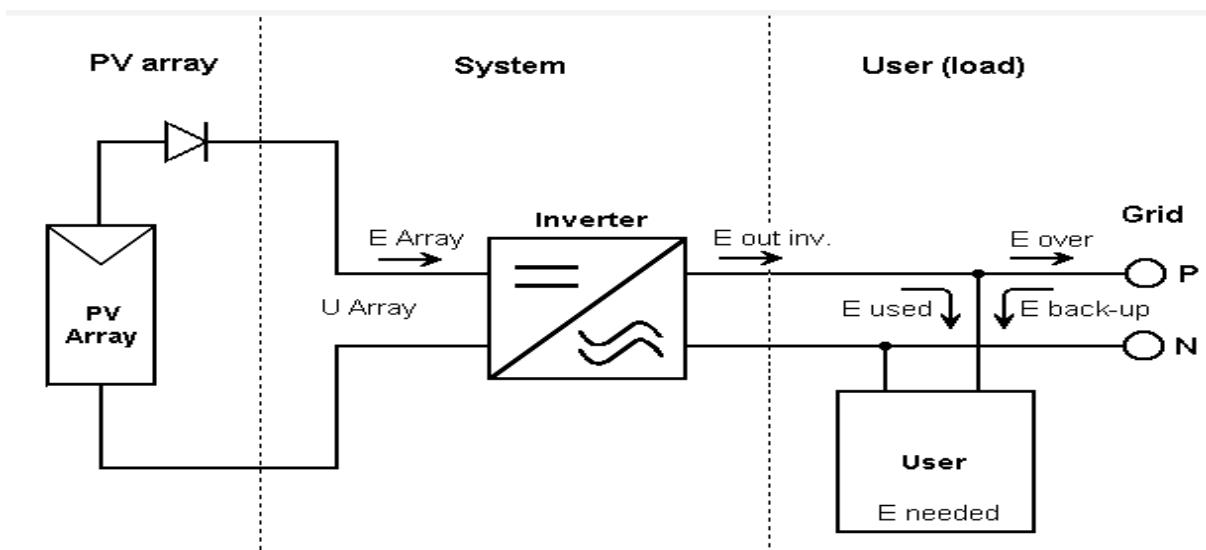 PV array
System
User (load)
Inverter
Grid
E Array
E out inv.
E over
P
U Array
E used
E back-up
PV
Array
N
User
E needed